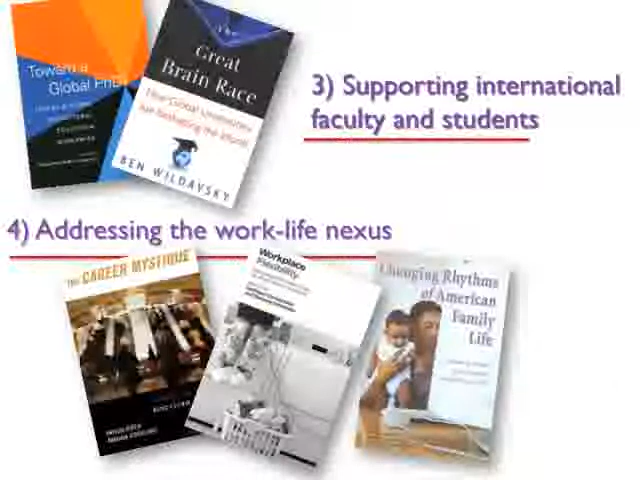 Toward a
Global PhD?
The
Great
Brain Race
How Global Universities
Are Reshaping the World
BEN WILDAVSKY
3) Supporting international
faculty and students
4) Addressing the work-life nexus
THE CAREER MYSTIQUE
Workplace
Flexibility
Changing Rhythms
of American
Family
Life